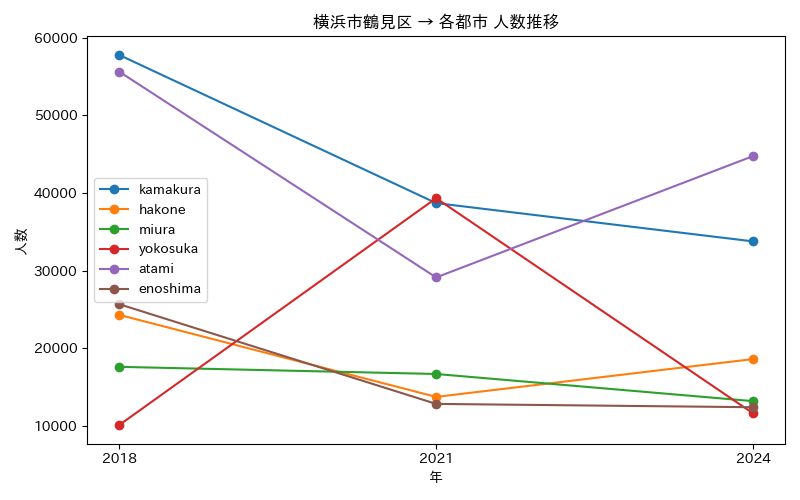 横浜市鶴見区 → 各都市 人数推移
人数
60000
50000
40000
30000
20000
10000
kamakura
hakone
miura
yokosuka
atami
enoshima
2018 2021 2024
年